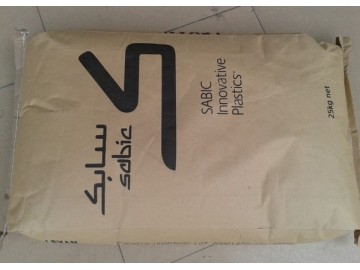 سابك
sabic
SABIC
Innovative
Plastics™
25kg net